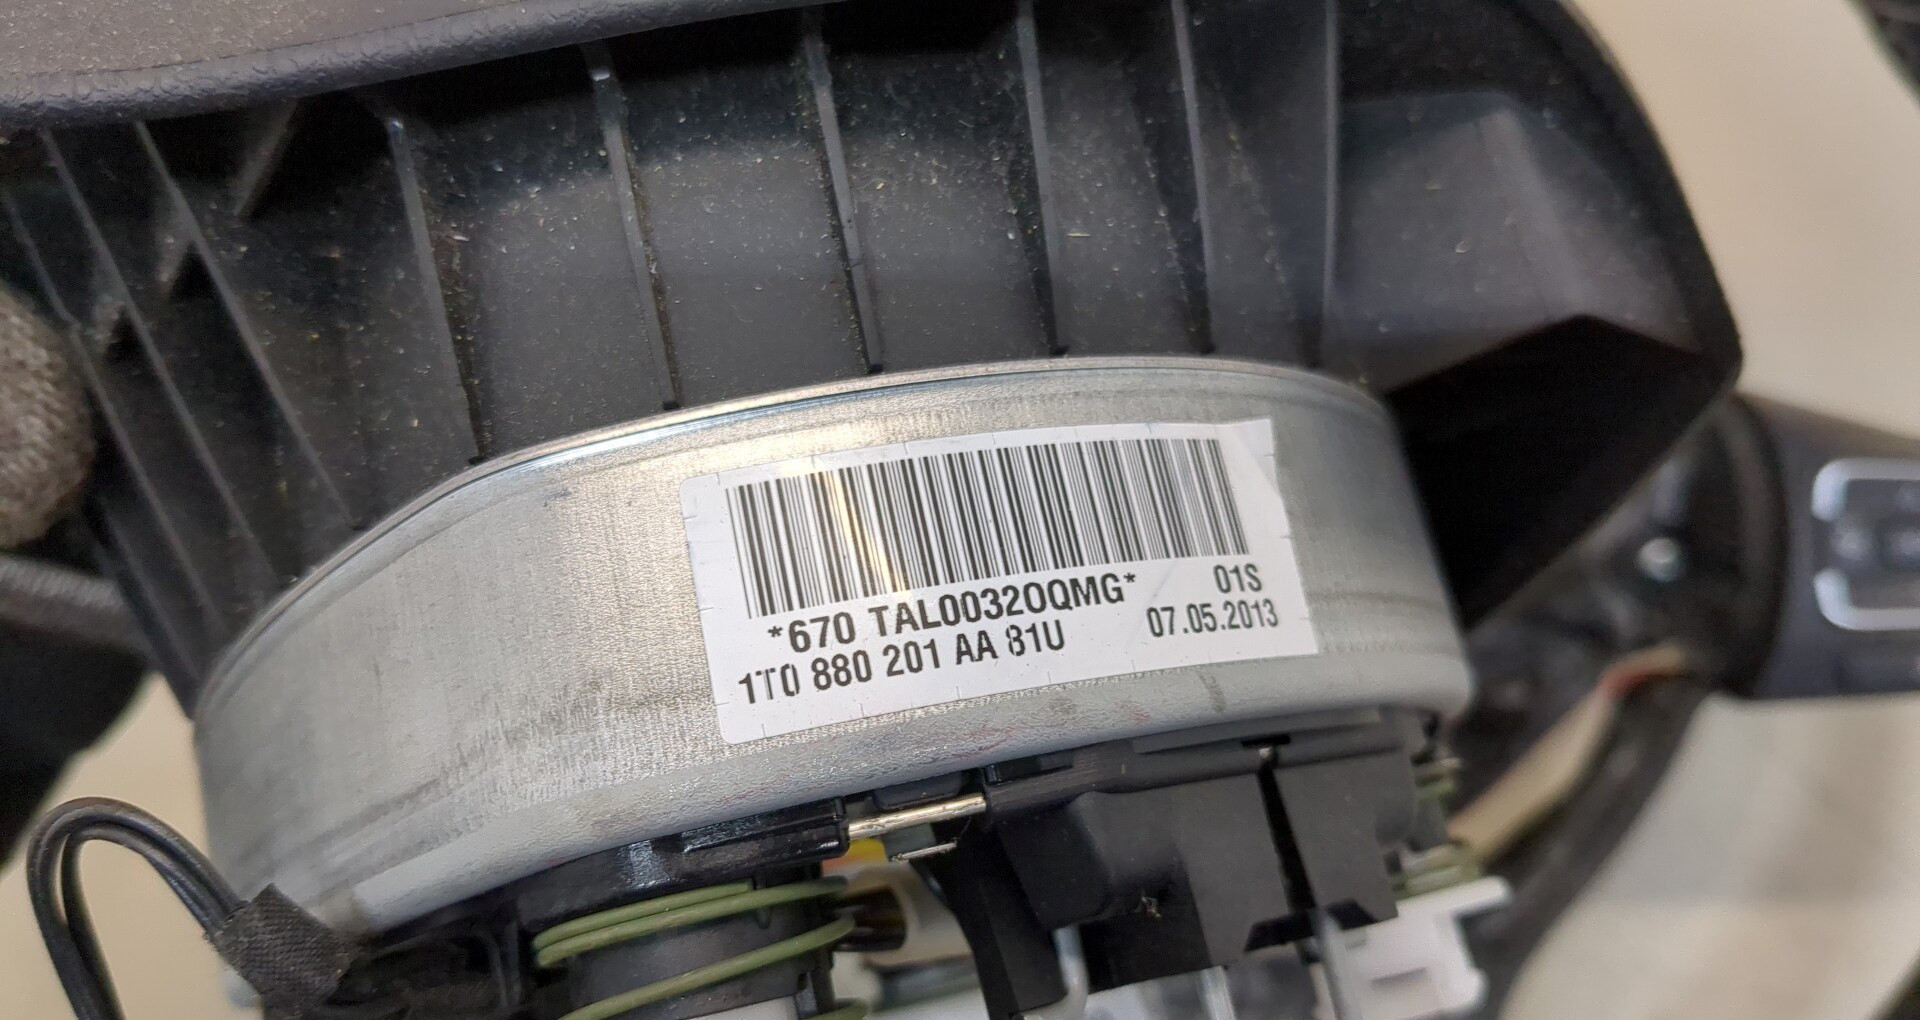 *670 TAL00320QMG* 01S
1T0 880 201 AA 81U 07.05.2013